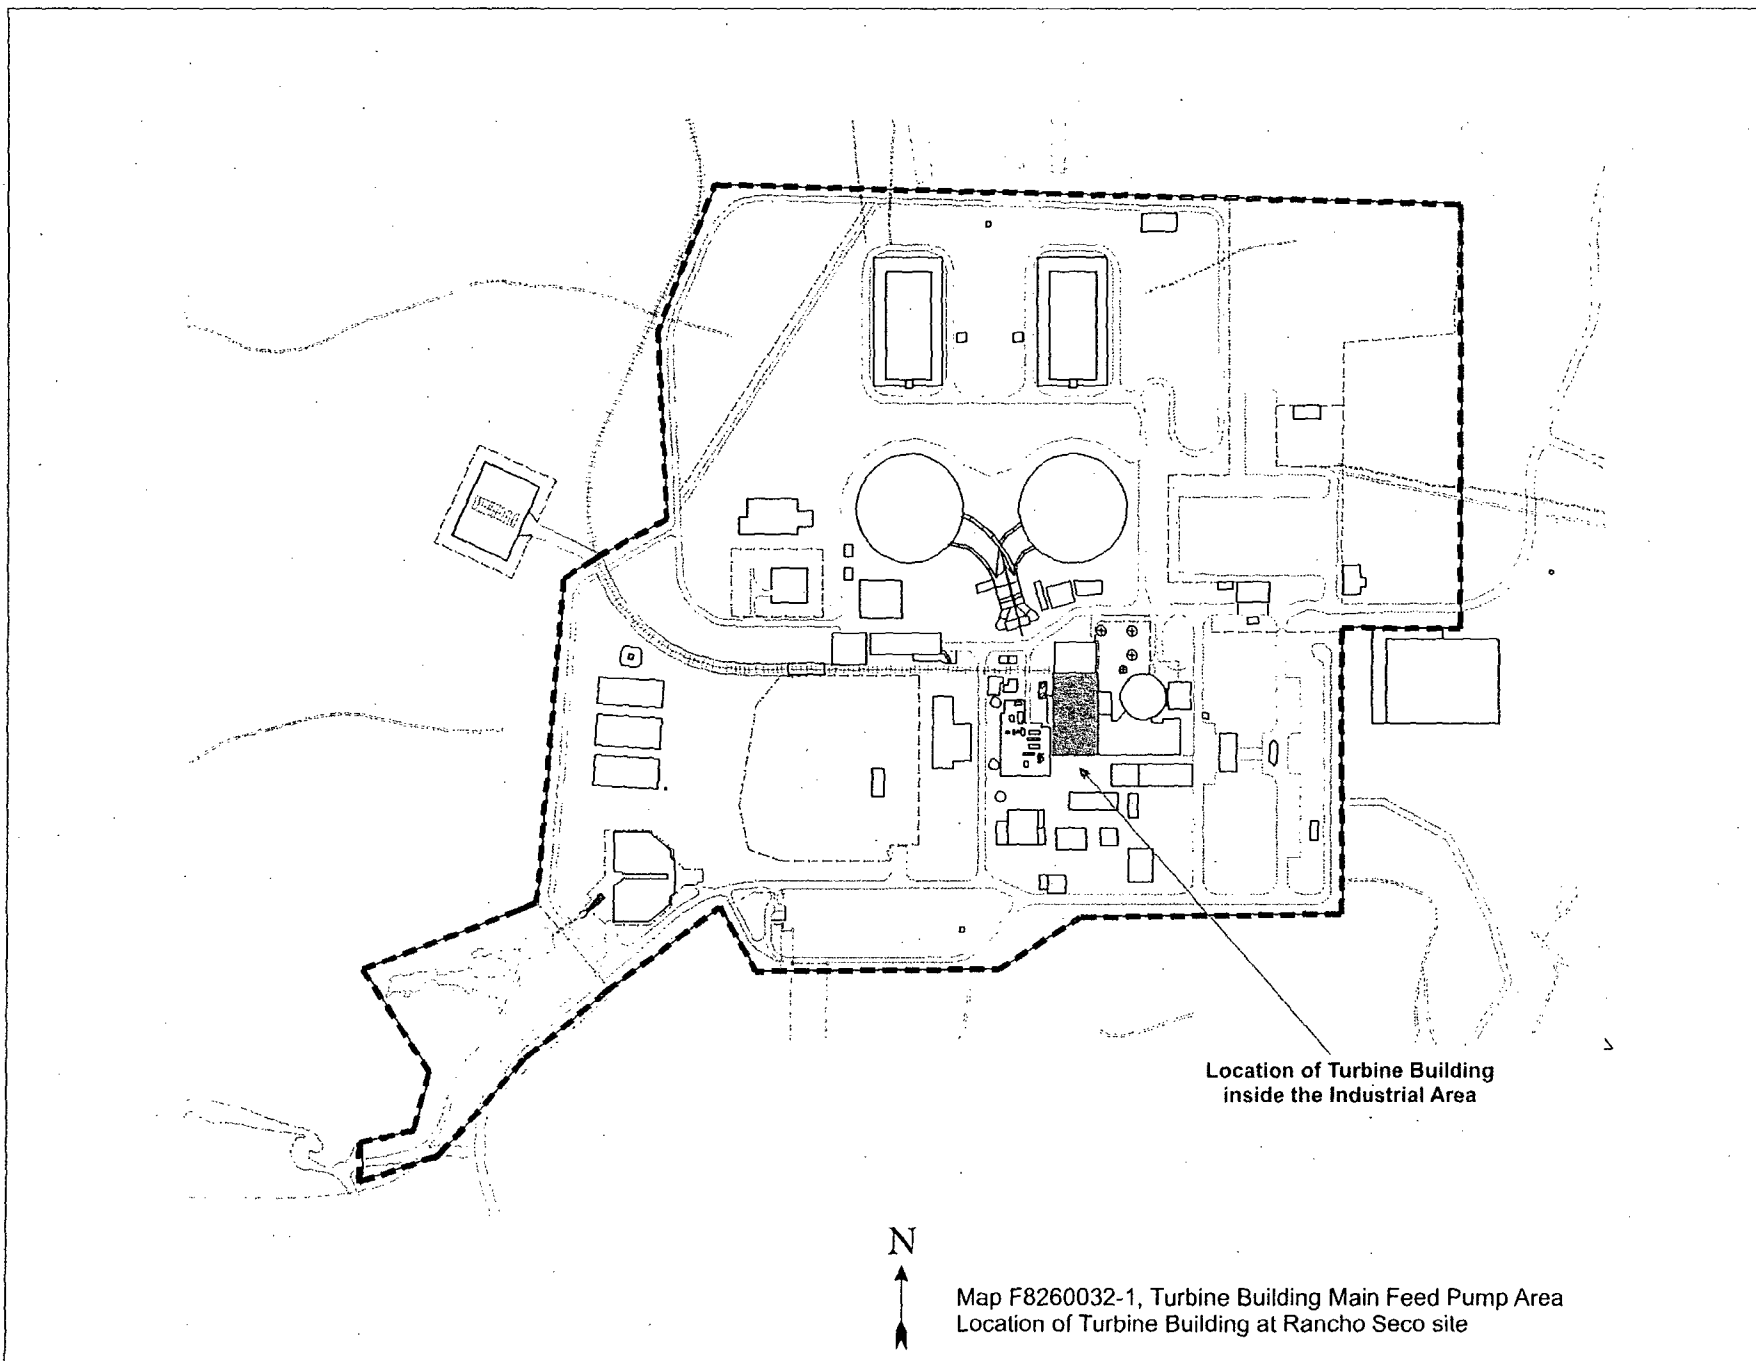 Location of Turbine Building
inside the Industrial Area
N
Map F8260032-1, Turbine Building Main Feed Pump Area
Location of Turbine Building at Rancho Seco site